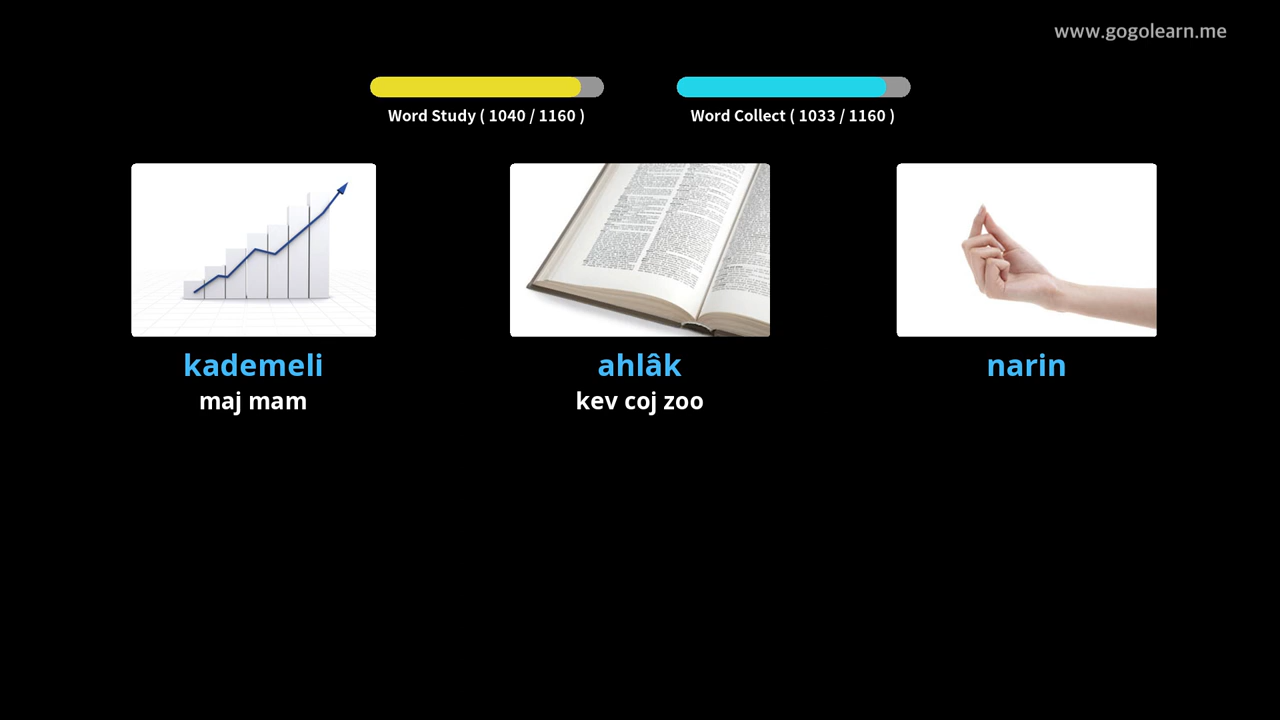 www.gogolearn.me
Word Study ( 1040 / 1160 )
Word Collect ( 1033 / 1160 )
kademeli
maj mam
ahlâk
kev coj zoo
narin